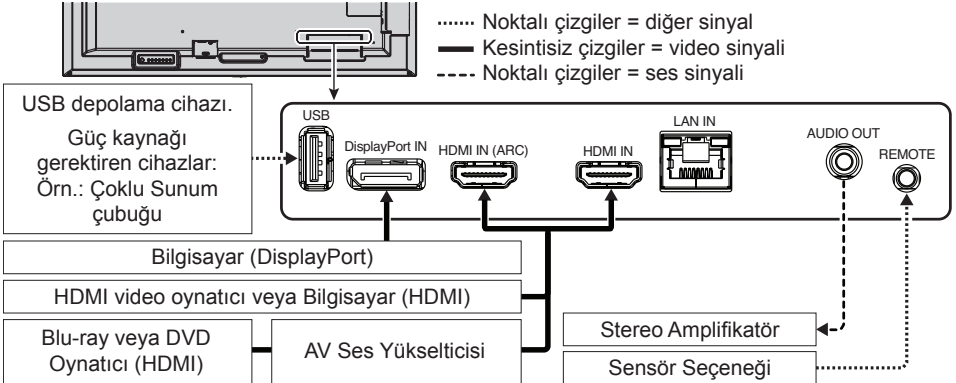 Noktalı çizgiler = diğer sinyal
Kesintisiz çizgiler = video sinyali
Noktalı çizgiler = ses sinyali
USB depolama cihazı.
Güç kaynağı
gerektiren cihazlar:
Örn.: Çoklu Sunum
çubuğu
USB
DisplayPort IN
HDMI IN (ARC)
HDMI IN
LAN IN
AUDIO OUT
REMOTE
Bilgisayar (DisplayPort)
HDMI video oynatıcı veya Bilgisayar (HDMI)
Blu-ray veya DVD
Oynatıcı (HDMI)
AV Ses Yükselticisi
Stereo Amplifikatör
Sensör Seçeneği